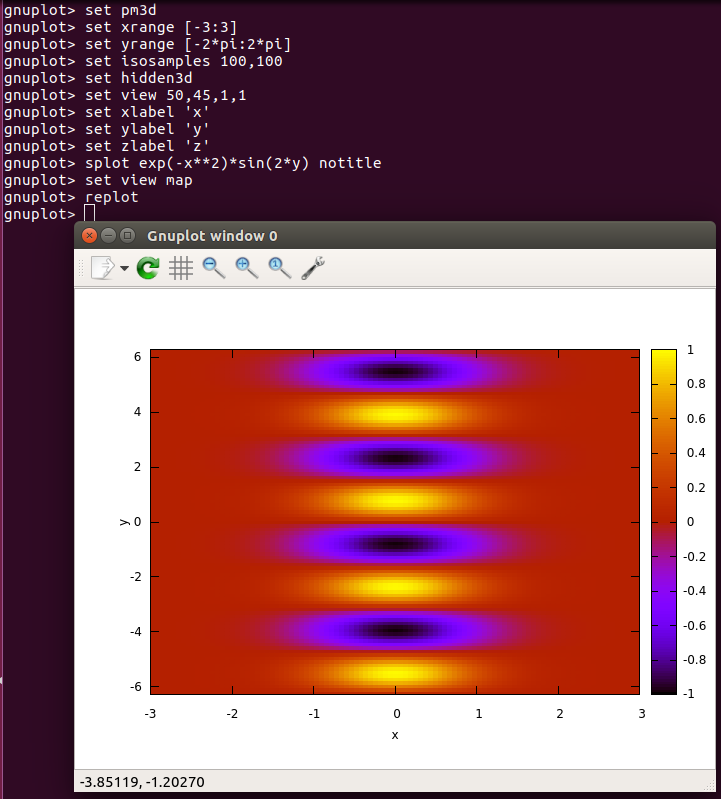 gnuplot> set pm3d
gnuplot> set xrange [-3:3]
gnuplot> set yrange [-2*pi:2*pi]
gnuplot> set isosamples 100,100
gnuplot> set hidden3d
gnuplot> set view 50,45,1,1
gnuplot> set xlabel 'x'
gnuplot> set ylabel 'y'
gnuplot> set zlabel 'z'
gnuplot> splot exp(-x**2)*sin(2*y) notitle
gnuplot> set view map
gnuplot> replot
gnuplot>
Gnuplot window 0
6
4
2
0
-2
-4
-6
y
-3 -2 -1 0 1 2 3
x
1
0.8
0.6
0.4
0.2
0
-0.2
-0.4
-0.6
-0.8
-1
-3.85119, -1.20270